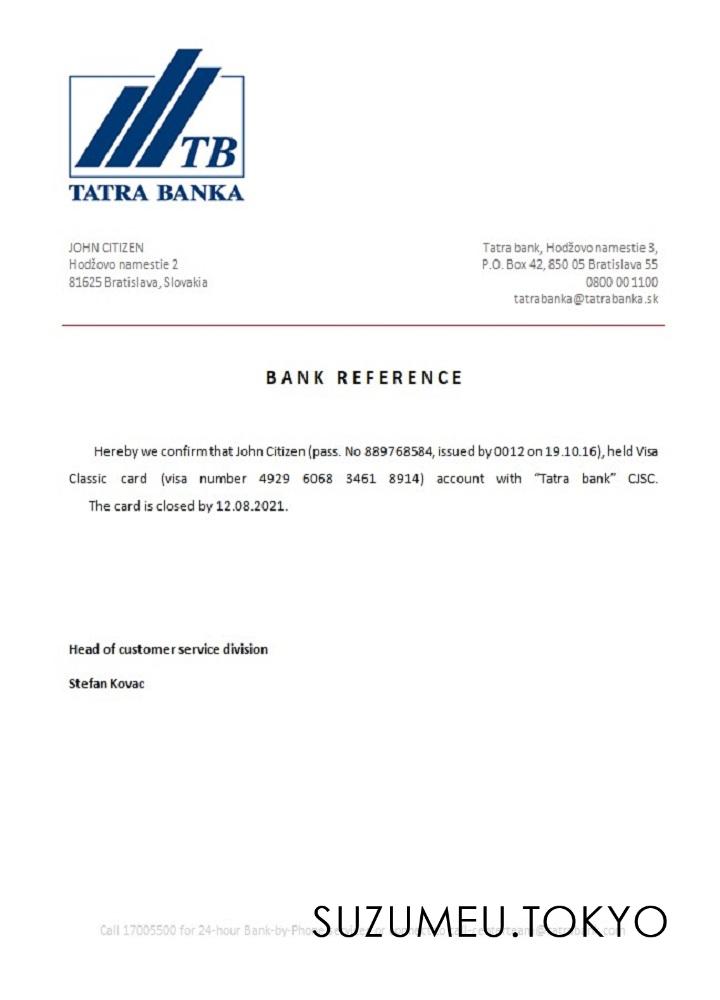 TB
TATRA BANKA
JOHN CITIZEN
Hodžovo namestie 2
81625 Bratislava, Slovakia
Tatra bank, Hodžovo namestie 3,
P.O. Box 42, 850 05 Bratislava 55
0800 00 1100
tatrabanka@tatrabanka.sk
BANK REFERENCE
Hereby we confirm that John Citizen (pass. No 889768584, issued by 0012 on 19.10.16), held Visa
Classic card (visa number 4929 6068 3461 8914) account with “Tatra bank” CJSC.
The card is closed by 12.08.2021.
Head of customer service division
Stefan Kovac
Call 17005500 for 24-hour Bank-by-Phone
SUZUMEU.TOKYO